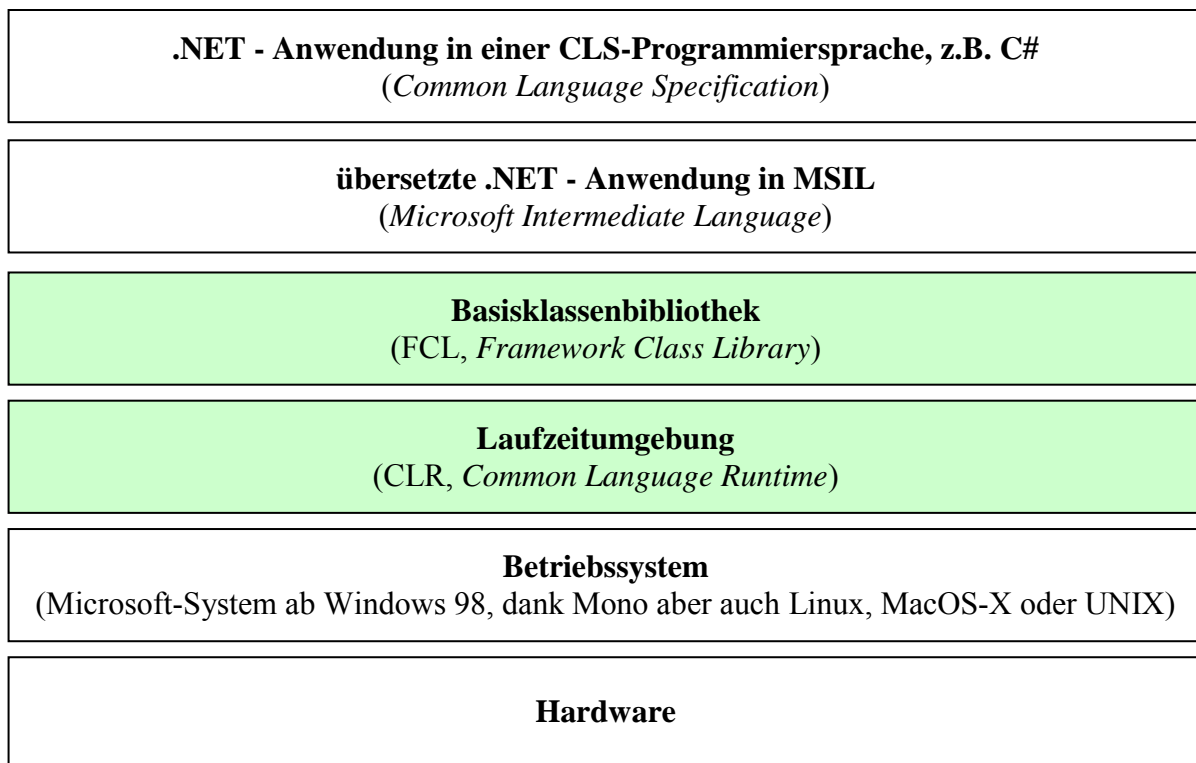 .NET - Anwendung in einer CLS-Programmiersprache, z.B. C#
(Common Language Specification)
übersetzte .NET - Anwendung in MSIL
(Microsoft Intermediate Language)
Basisklassenbibliothek
(FCL, Framework Class Library)
Laufzeitumgebung
(CLR, Common Language Runtime)
Betriebssystem
(Microsoft-System ab Windows 98, dank Mono aber auch Linux, MacOS-X oder UNIX)
Hardware